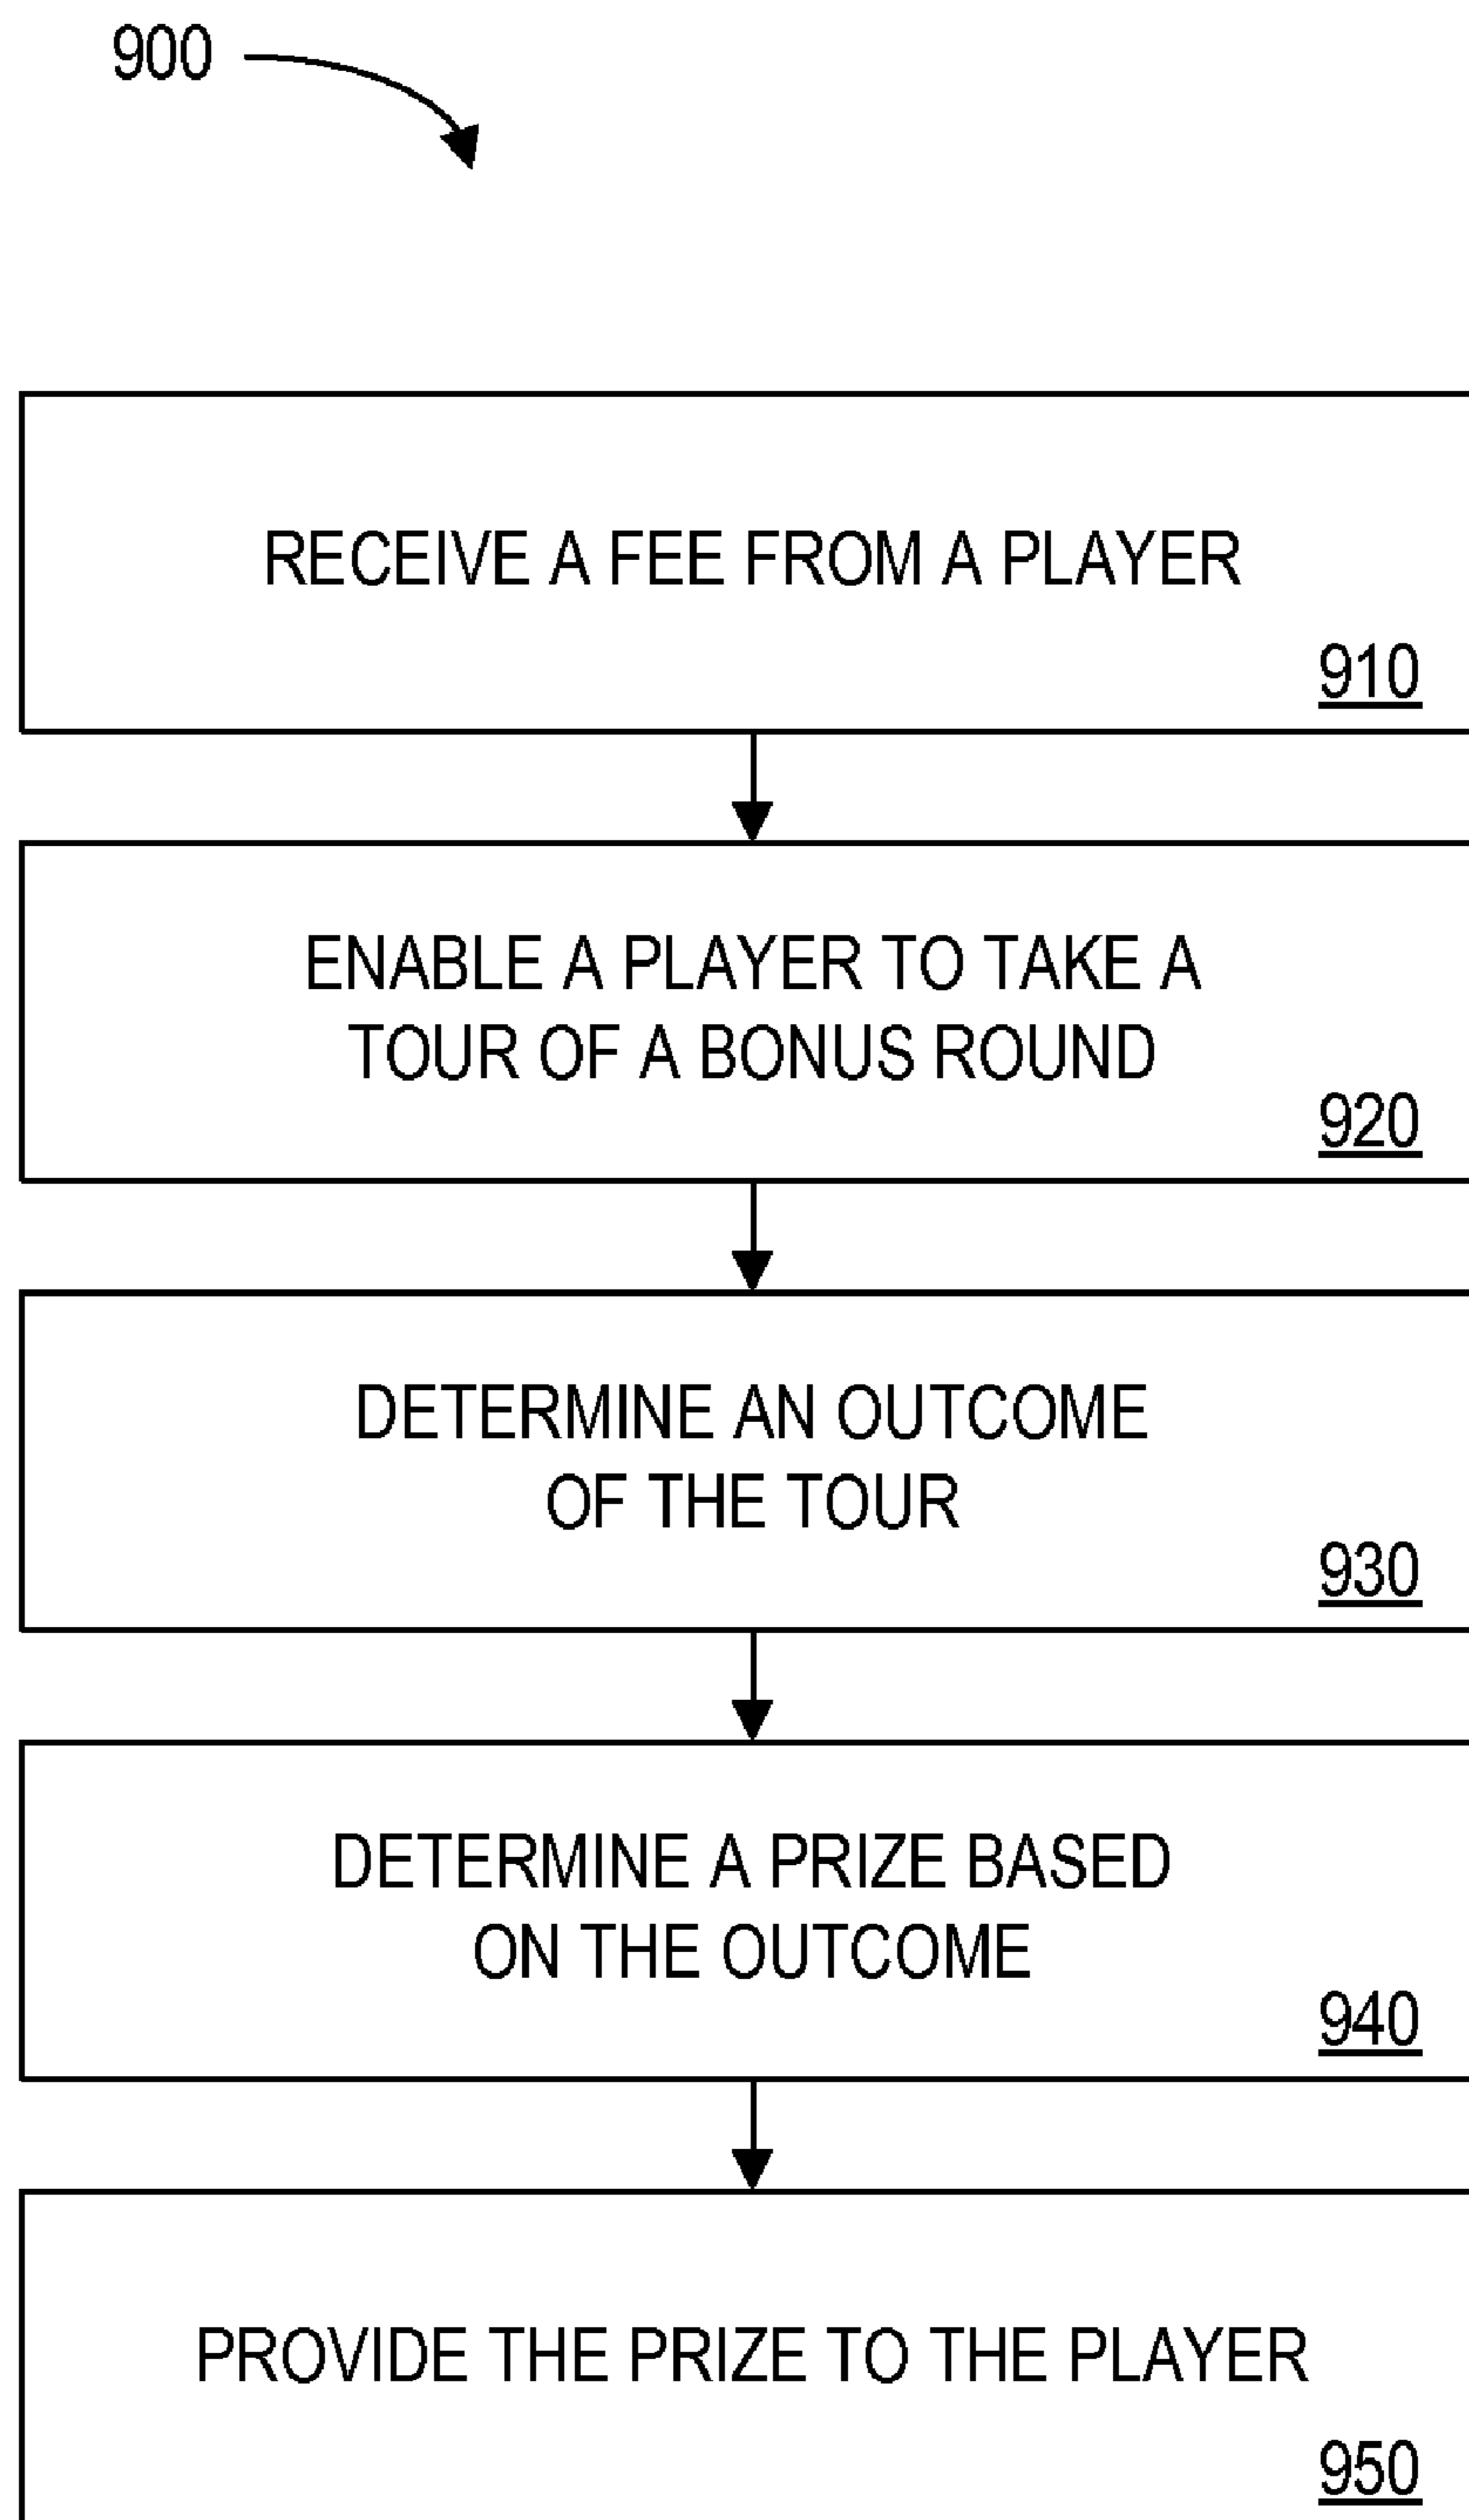 900
RECEIVE A FEE FROM A PLAYER
910
ENABLE A PLAYER TO TAKE A
TOUR OF A BONUS ROUND
920
DETERMINE AN OUTCOME
OF THE TOUR
930
DETERMINE A PRIZE BASED
ON THE OUTCOME
940
PROVIDE THE PRIZE TO THE PLAYER
950